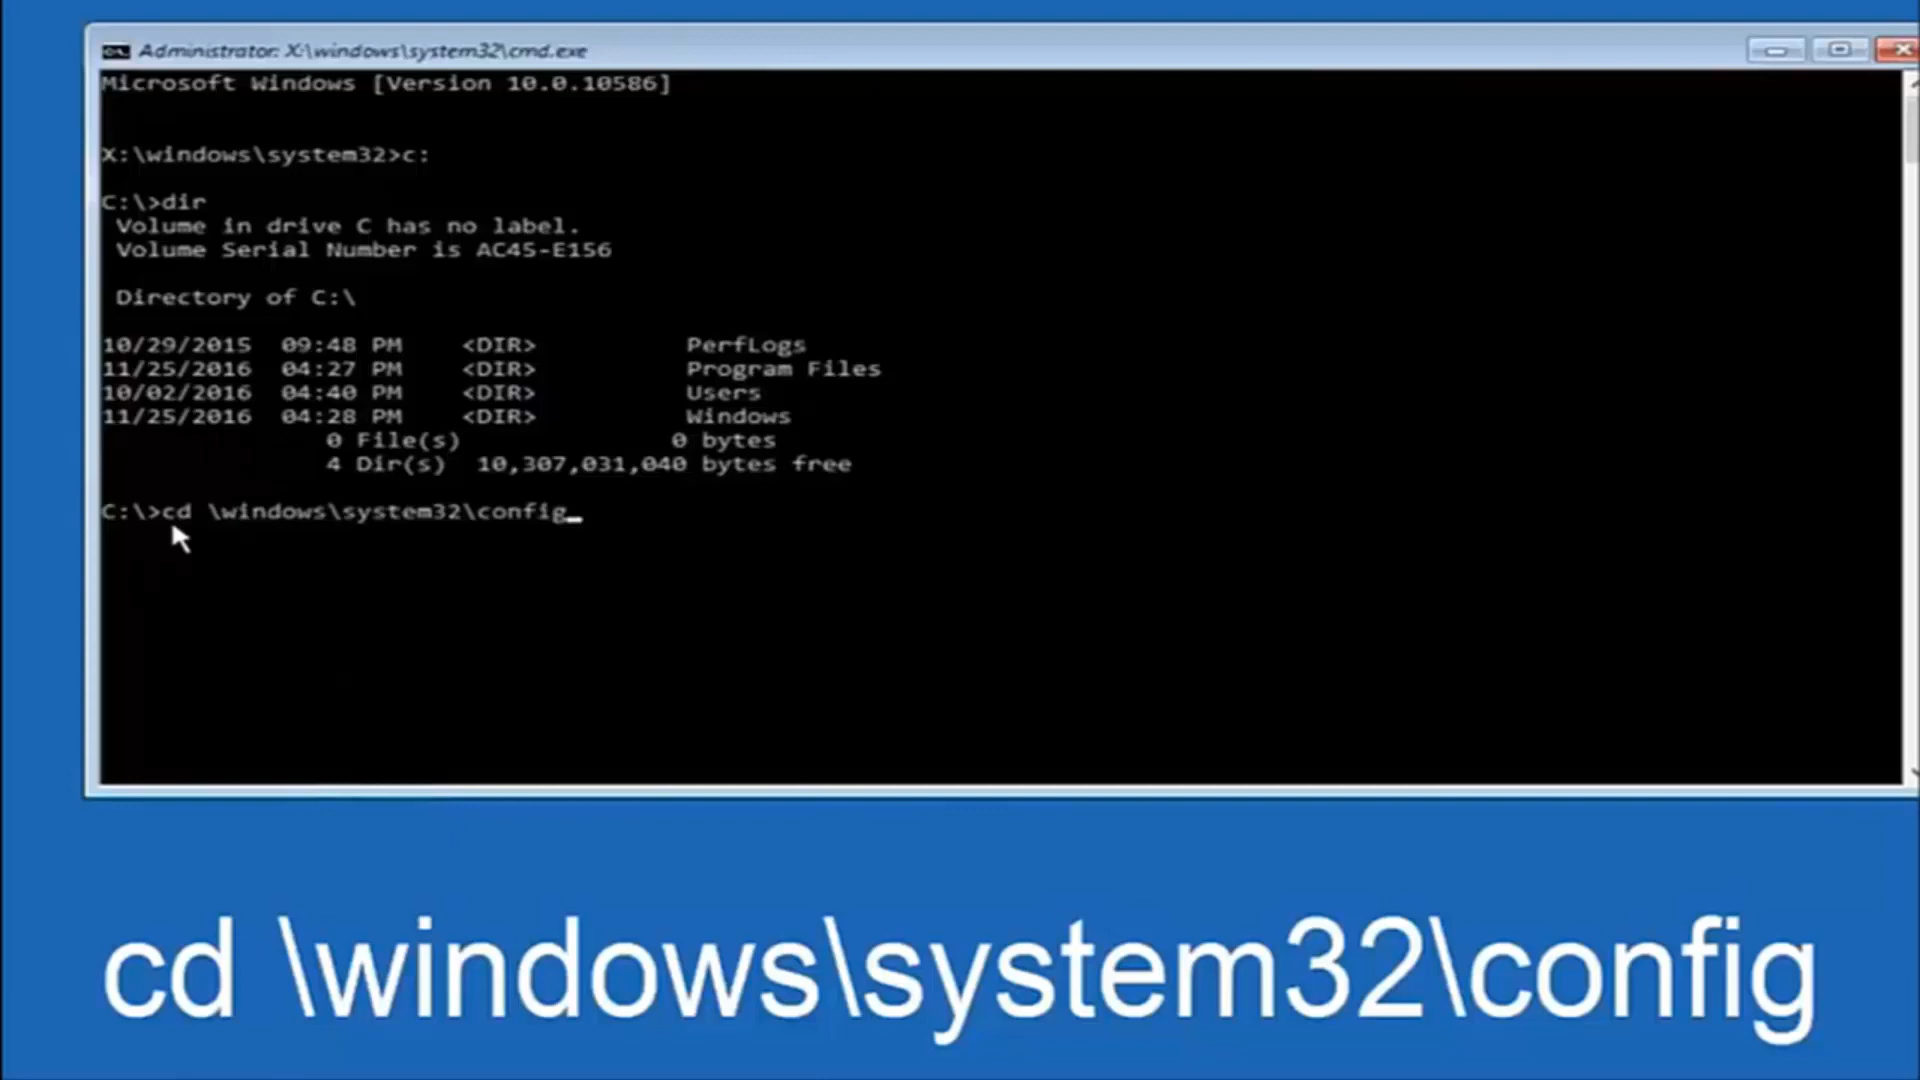 Administrator: X:\windows\system32\cmd.exe
Microsoft Windows [Version 10.0.10586]
X:\windows\system32>c:
C:\>dir
Volume in drive C has no label.
Volume Serial Number is AC45-E156
Directory of C:\
10/29/2015  09:48 PM    <DIR>          PerfLogs
11/25/2016  04:27 PM    <DIR>          Program Files
10/02/2016  04:40 PM    <DIR>          Users
11/25/2016  04:28 PM    <DIR>          Windows
0 File(s)              0 bytes
4 Dir(s)  10,307,031,040 bytes free
C:\>cd \windows\system32\config_
cd \windows\system32\config